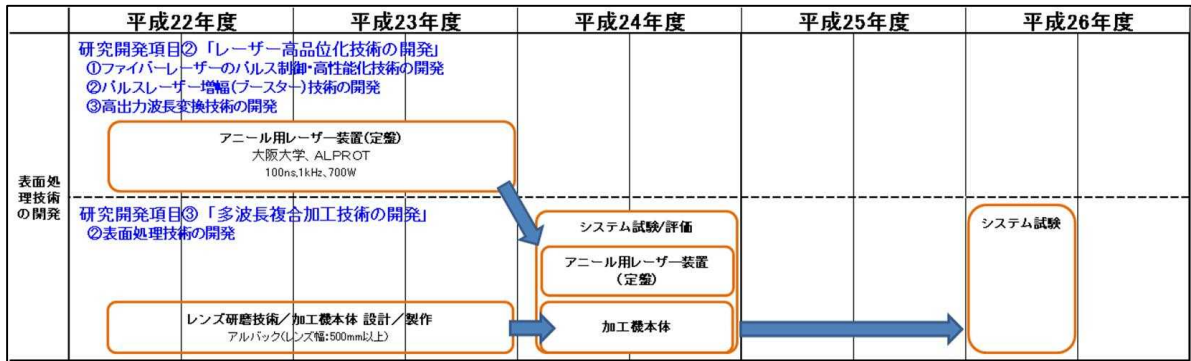 平成22年度 平成23年度 平成24年度 平成25年度 平成26年度
表面処
理技術
の開発
研究開発項目②「レーザー高品位化技術の開発」
①ファイバーレーザーのパルス制御・高性能化技術の開発
②パルスレーザー増幅(ブースター)技術の開発
③高出力波長変換技術の開発
アニール用レーザー装置(定盤)
大阪大学、ALPROT
100ns,1kHz、700W
研究開発項目③「多波長複合加工技術の開発」
②表面処理技術の開発
システム試験/評価
アニール用レーザー装置
(定盤)
システム試験
レンズ研磨技術/加工機本体 設計/製作
アルバック(レンズ幅:500mm以上)
加工機本体